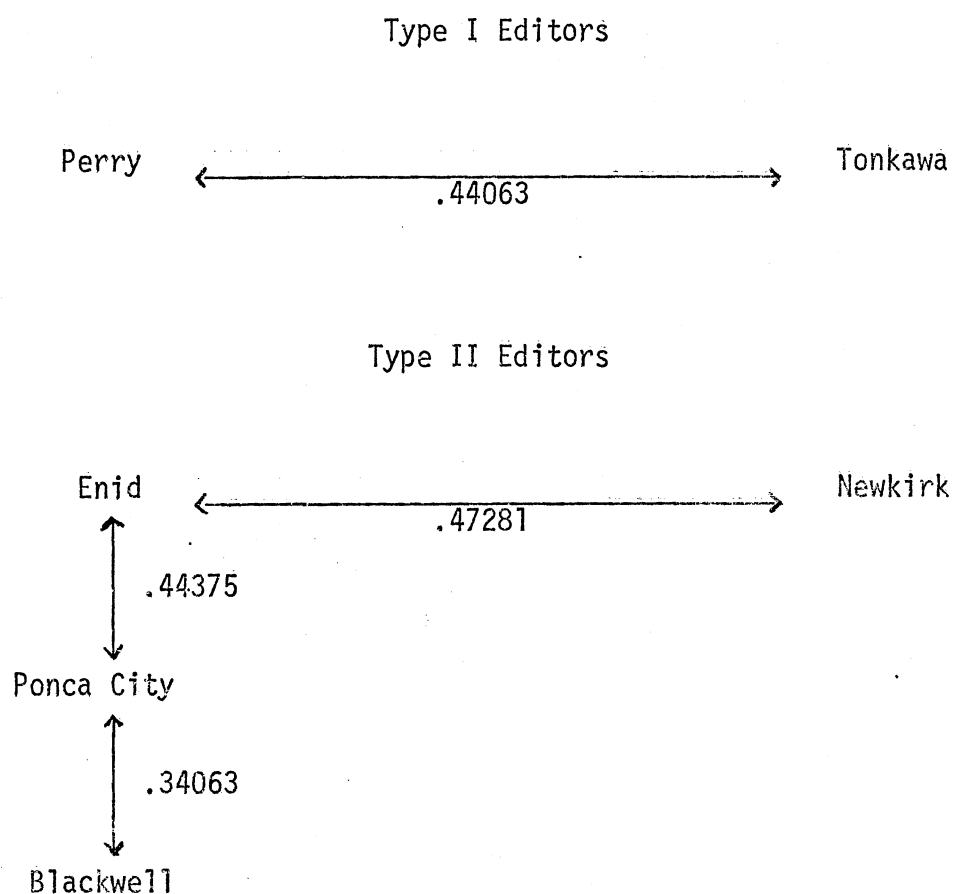 Type I Editors
Perry Tonkawa
.44063
Type II Editors
Enid Newkirk
.47281
.44375
Ponca City
.34063
Blackwell